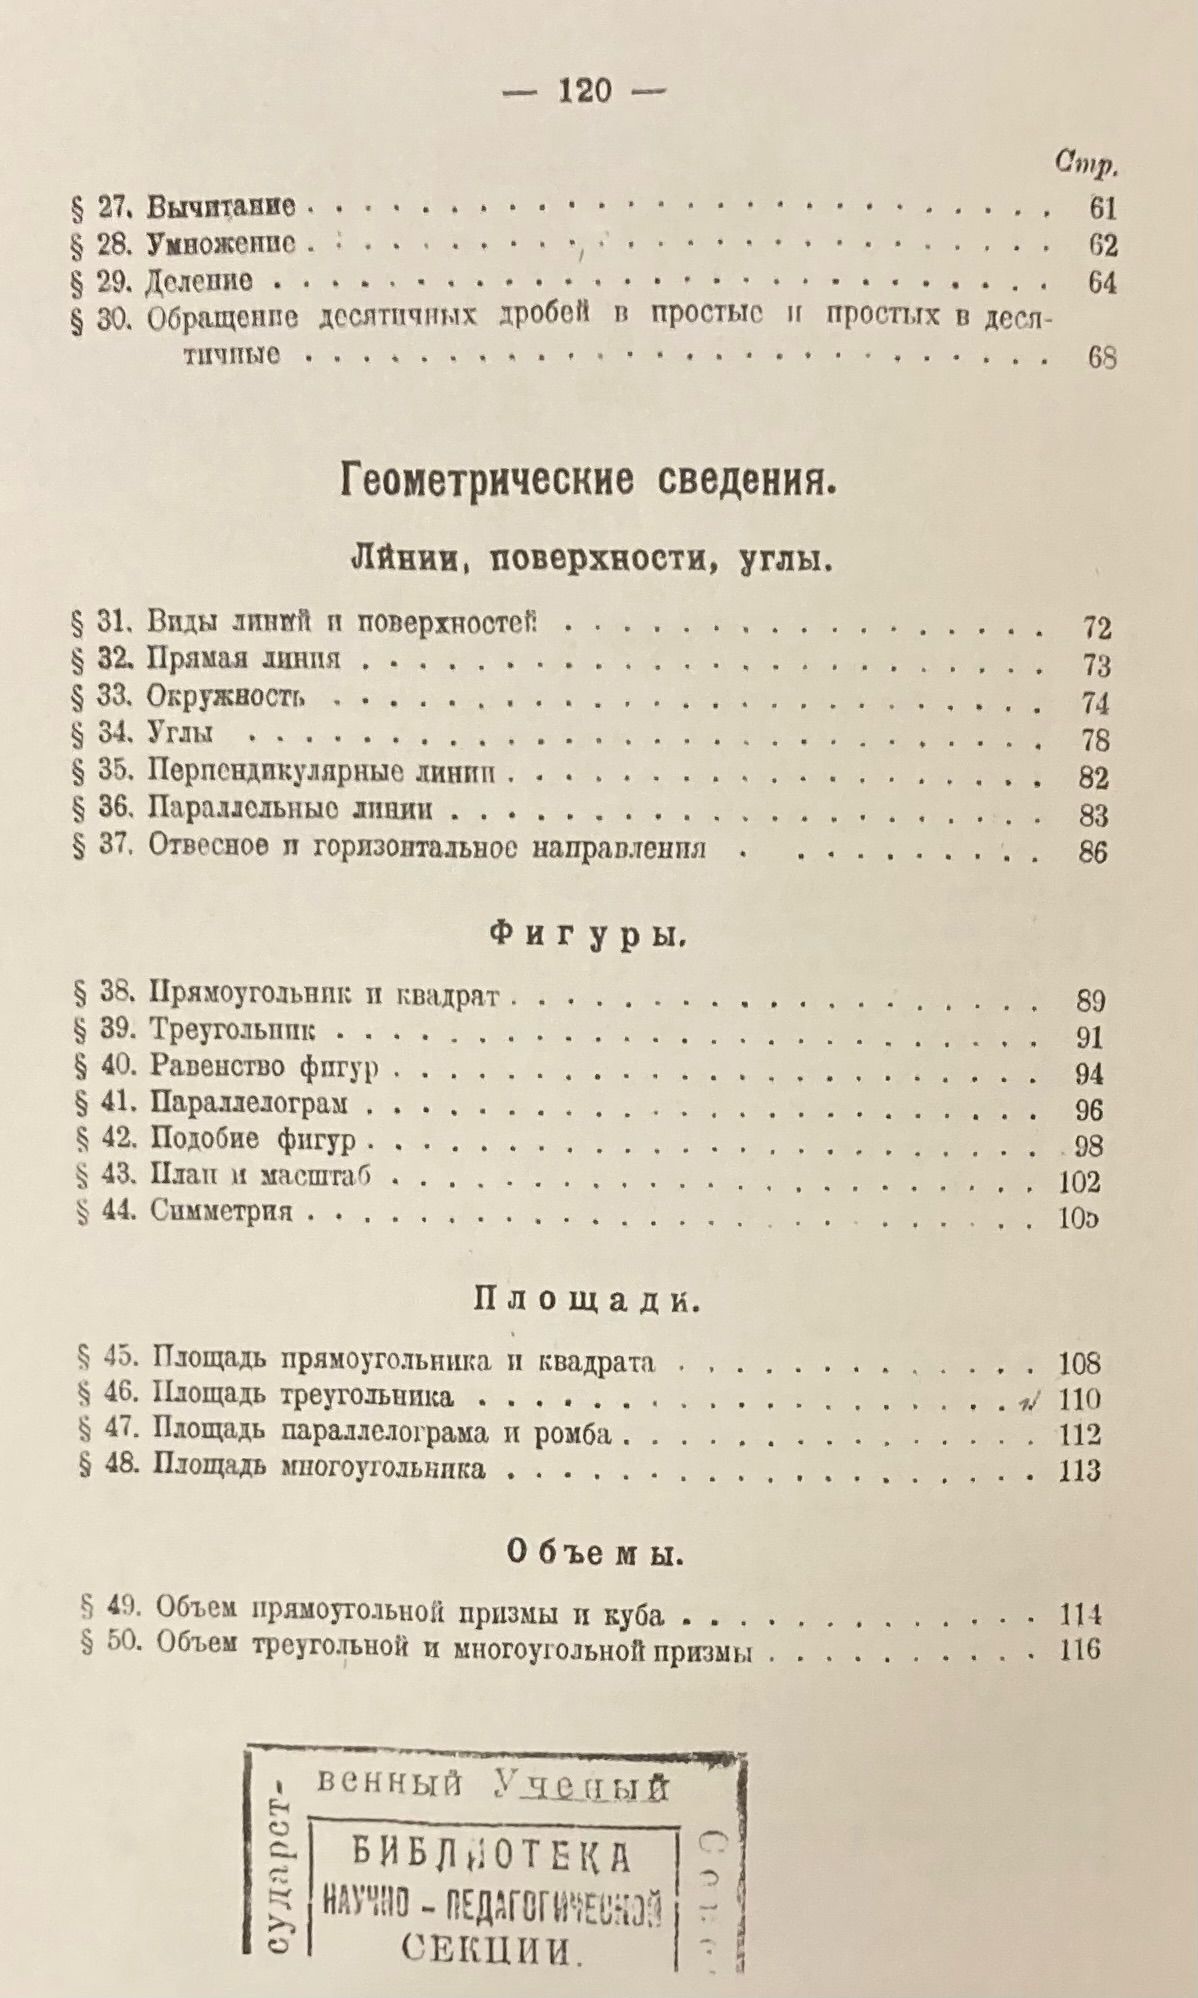 — 120 —
Стр.
§ 27. Вычитание . . . . . . . . . . . . . . . . . . . . . . . . . . 61
§ 28. Умножение . . . . . . . . . . . . . . . . . . . . . . . . . . 62
§ 29. Деление . . . . . . . . . . . . . . . . . . . . . . . . . . . 64
§ 30. Обращение десятичных дробей в простые и простых в деся-
тичные . . . . . . . . . . . . . . . . . . . . . . . . . . 68
Геометрические сведения.
Линии, поверхности, углы.
§ 31. Виды линий и поверхностей . . . . . . . . . . . . . . . . . 72
§ 32. Прямая линия . . . . . . . . . . . . . . . . . . . . . . . . 73
§ 33. Окружность . . . . . . . . . . . . . . . . . . . . . . . . . 74
§ 34. Углы . . . . . . . . . . . . . . . . . . . . . . . . . . . . 78
§ 35. Перпендикулярные линии . . . . . . . . . . . . . . . . . . . 82
§ 36. Параллельные линии . . . . . . . . . . . . . . . . . . . . . 83
§ 37. Отвесное и горизонтальное направления . . . . . . . . . . 86
Фигуры.
§ 38. Прямоугольник и квадрат . . . . . . . . . . . . . . . . . . . 89
§ 39. Треугольник . . . . . . . . . . . . . . . . . . . . . . . . . 91
§ 40. Равенство фигур . . . . . . . . . . . . . . . . . . . . . . . 94
§ 41. Параллелограм . . . . . . . . . . . . . . . . . . . . . . . . 96
§ 42. Подобие фигур . . . . . . . . . . . . . . . . . . . . . . . . 98
§ 43. План и масштаб . . . . . . . . . . . . . . . . . . . . . . . 102
§ 44. Симметрия . . . . . . . . . . . . . . . . . . . . . . . . . . 105
Площади.
§ 45. Площадь прямоугольника и квадрата . . . . . . . . . . . . . 108
§ 46. Площадь треугольника . . . . . . . . . . . . . . . . . . . 110
§ 47. Площадь параллелограма и ромба . . . . . . . . . . . . . . . 112
§ 48. Площадь многоугольника . . . . . . . . . . . . . . . . . . . 113
Объемы.
§ 49. Объем прямоугольной призмы и куба . . . . . . . . . . . . . 114
§ 50. Объем треугольной и многоугольной призмы . . . . . . . . . . 116
сударст-
венный Ученый
БИБЛИОТЕКА
НАУЧНО - ПЕДАГОГИЧЕСКОЙ
СЕКЦИИ.